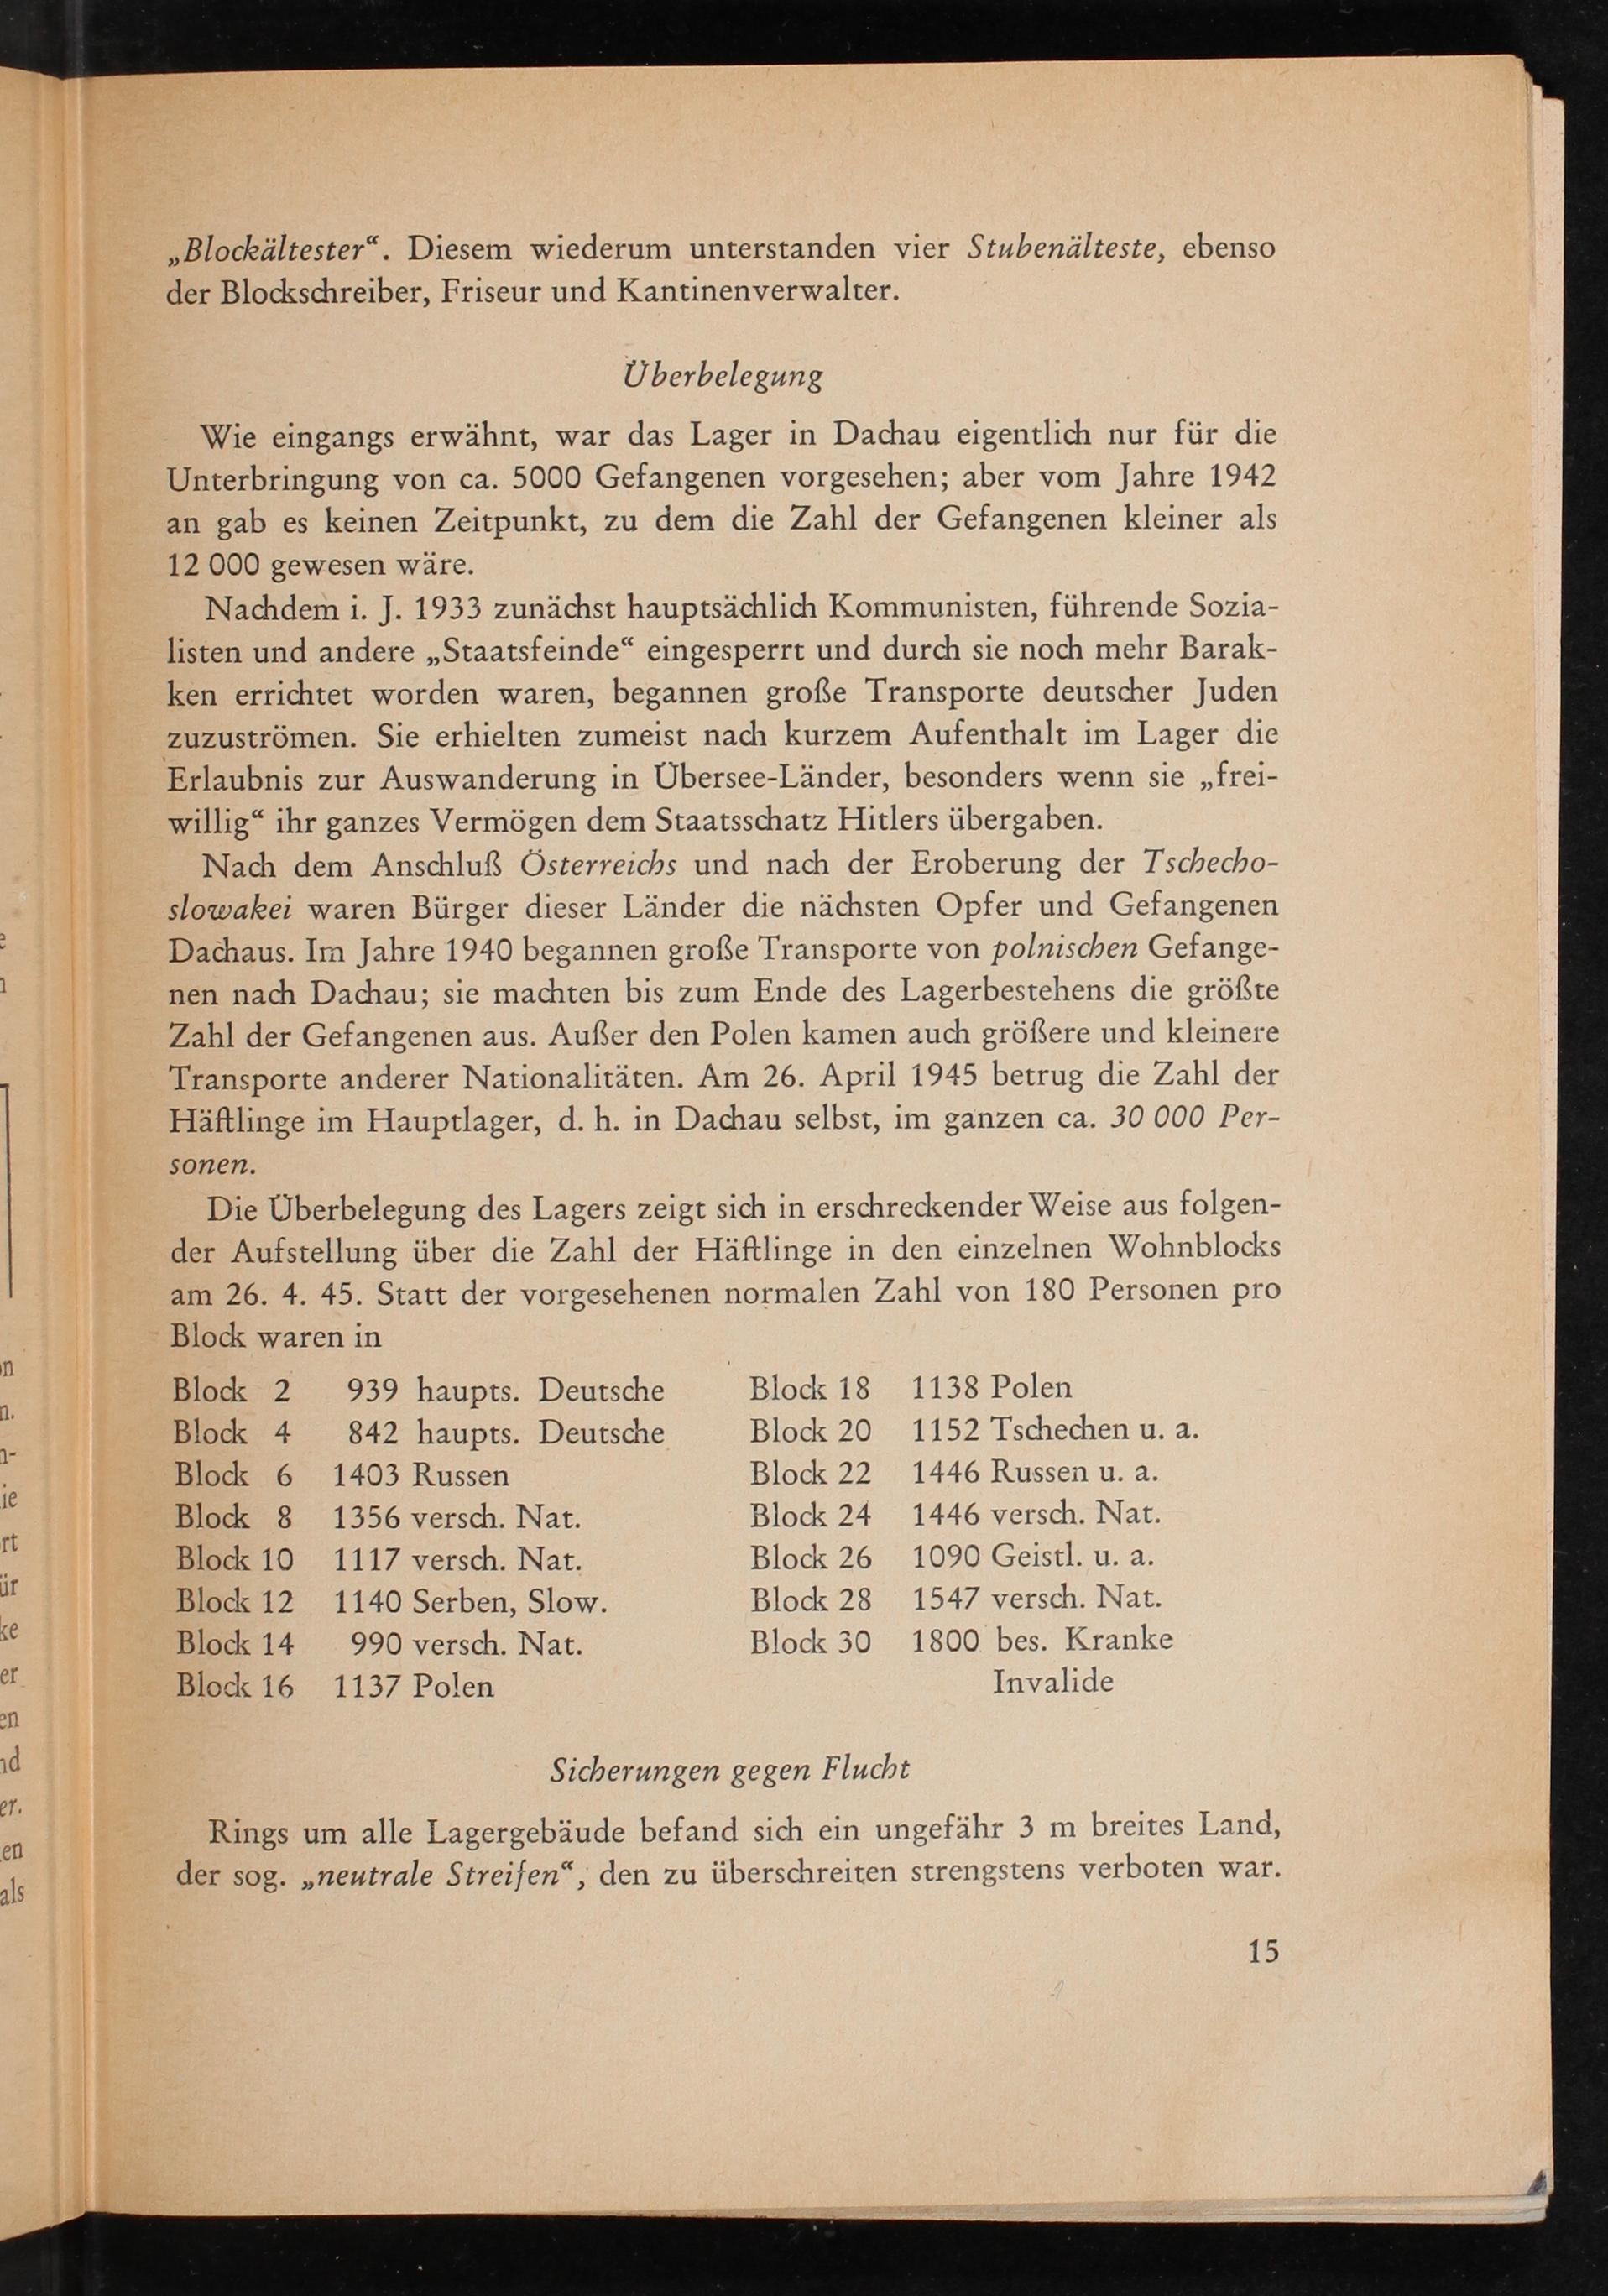 „Blockältester“. Diesem wiederum unterstanden vier Stubenälteste, ebenso
der Blockschreiber, Friseur und Kantinenverwalter.
Überbelegung
Wie eingangs erwähnt, war das Lager in Dachau eigentlich nur für die
Unterbringung von ca. 5000 Gefangenen vorgesehen; aber vom Jahre 1942
an gab es keinen Zeitpunkt, zu dem die Zahl der Gefangenen kleiner als
12 000 gewesen wäre.
Nachdem i. J. 1933 zunächst hauptsächlich Kommunisten, führende Sozia-
listen und andere „Staatsfeinde“ eingesperrt und durch sie noch mehr Barak-
ken errichtet worden waren, begannen große Transporte deutscher Juden
zuzuströmen. Sie erhielten zumeist nach kurzem Aufenthalt im Lager die
Erlaubnis zur Auswanderung in Übersee-Länder, besonders wenn sie „frei-
willig“ ihr ganzes Vermögen dem Staatsschatz Hitlers übergaben.
Nach dem Anschluß Österreichs und nach der Eroberung der Tschecho-
slowakei waren Bürger dieser Länder die nächsten Opfer und Gefangenen
Dachaus. Im Jahre 1940 begannen große Transporte von polnischen Gefange-
nen nach Dachau; sie machten bis zum Ende des Lagerbestehens die größte
Zahl der Gefangenen aus. Außer den Polen kamen auch größere und kleinere
Transporte anderer Nationalitäten. Am 26. April 1945 betrug die Zahl der
Häftlinge im Hauptlager, d. h. in Dachau selbst, im ganzen ca. 30 000 Per-
sonen.
Die Überbelegung des Lagers zeigt sich in erschreckender Weise aus folgen-
der Aufstellung über die Zahl der Häftlinge in den einzelnen Wohnblocks
am 26. 4. 45. Statt der vorgesehenen normalen Zahl von 180 Personen pro
Block waren in
Block 2 939 haupts. Deutsche
Block 4 842 haupts. Deutsche
Block 6 1403 Russen
Block 8 1356 versch. Nat.
Block 10 1117 versch. Nat.
Block 12 1140 Serben, Slow.
Block 14 990 versch. Nat.
Block 16 1137 Polen
Block 18 1138 Polen
Block 20 1152 Tschechen u. a.
Block 22 1446 Russen u. a.
Block 24 1446 versch. Nat.
Block 26 1090 Geistl. u. a.
Block 28 1547 versch. Nat.
Block 30 1800 bes. Kranke
Invalide
Sicherungen gegen Flucht
Rings um alle Lagergebäude befand sich ein ungefähr 3 m breites Land,
der sog. „neutrale Streifen“, den zu überschreiten strengstens verboten war.
15